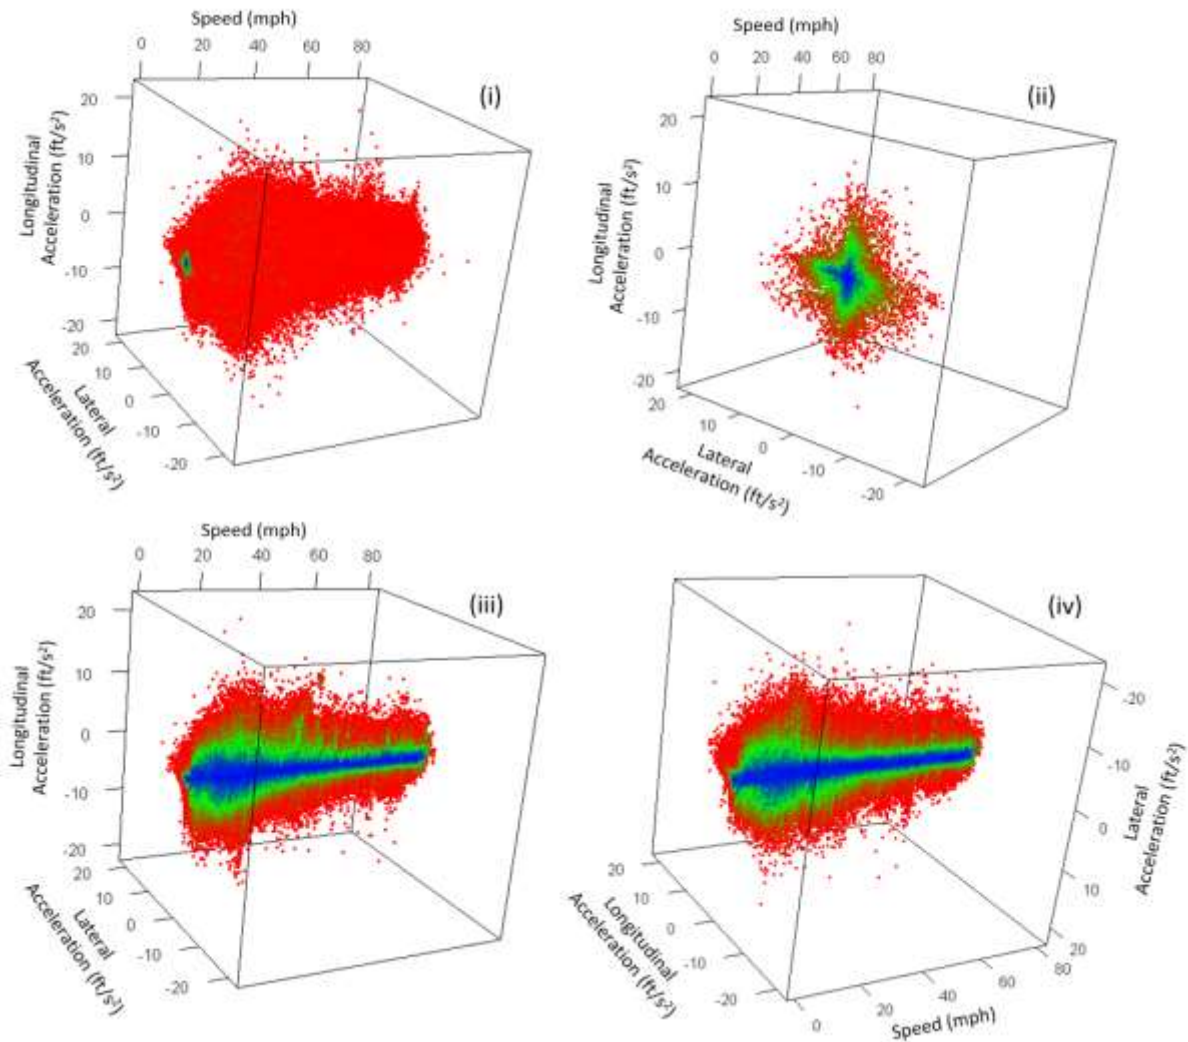 Speed (mph)
0 20 40 60 80
(i)
20
10
0
-10
-20
Longitudinal
Acceleration (ft/s²)
20
10
0
-10
-20
Lateral
Acceleration (ft/s²)
Speed (mph)
0 20 40 60 80
(ii)
20
10
0
-10
-20
Longitudinal
Acceleration (ft/s²)
20
10
0
-10
-20
Lateral
Acceleration (ft/s²)
Speed (mph)
0 20 40 60 80
(iii)
20
10
0
-10
-20
Longitudinal
Acceleration (ft/s²)
20
10
0
-10
-20
Lateral
Acceleration (ft/s²)
(iv)
-20
-10
0
10
20
Lateral
Acceleration (ft/s²)
20
10
0
-10
-20
Longitudinal
Acceleration (ft/s²)
0 20 40 60 80
Speed (mph)